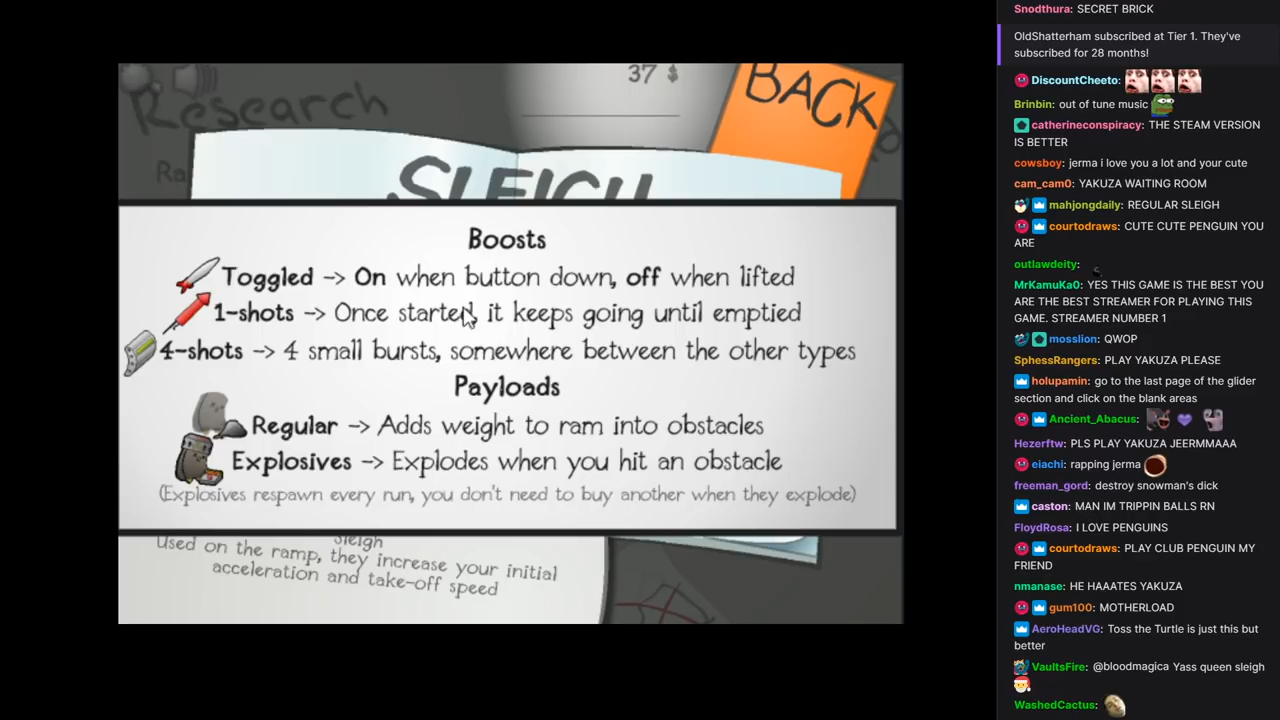 37 $
BACK
Research
Ra
SLEIGH
Boosts
Toggled -> On when button down, off when lifted
1-shots -> Once started, it keeps going until emptied
4-shots -> 4 small bursts, somewhere between the other types
Payloads
Regular -> Adds weight to ram into obstacles
Explosives -> Explodes when you hit an obstacle
(Explosives respawn every run, you don't need to buy another when they explode)
Sleigh
Used on the ramp, they increase your initial
acceleration and take-off speed
Snodthura: SECRET BRICK
OldShatterham subscribed at Tier 1. They've
subscribed for 28 months!
DiscountCheeto:
Brinbin: out of tune music
catherineconspiracy: THE STEAM VERSION
IS BETTER
cowsboy: jerma i love you a lot and your cute
cam_cam0: YAKUZA WAITING ROOM
mahjongdaily: REGULAR SLEIGH
courtodraws: CUTE CUTE PENGUIN YOU
ARE
outlawdeity:
MrKamuKa0: YES THIS GAME IS THE BEST YOU
ARE THE BEST STREAMER FOR PLAYING THIS
GAME. STREAMER NUMBER 1
mosslion: QWOP
SphessRangers: PLAY YAKUZA PLEASE
holupamin: go to the last page of the glider
section and click on the blank areas
Ancient_Abacus:
Hezerftw: PLS PLAY YAKUZA JEERMMAAA
eiachi: rapping jerma
freeman_gord: destroy snowman's dick
caston: MAN IM TRIPPIN BALLS RN
FloydRosa: I LOVE PENGUINS
courtodraws: PLAY CLUB PENGUIN MY
FRIEND
nmanase: HE HAAATES YAKUZA
gum100: MOTHERLOAD
AeroHeadVG: Toss the Turtle is just this but
better
VaultsFire: @bloodmagica Yass queen sleigh
WashedCactus: